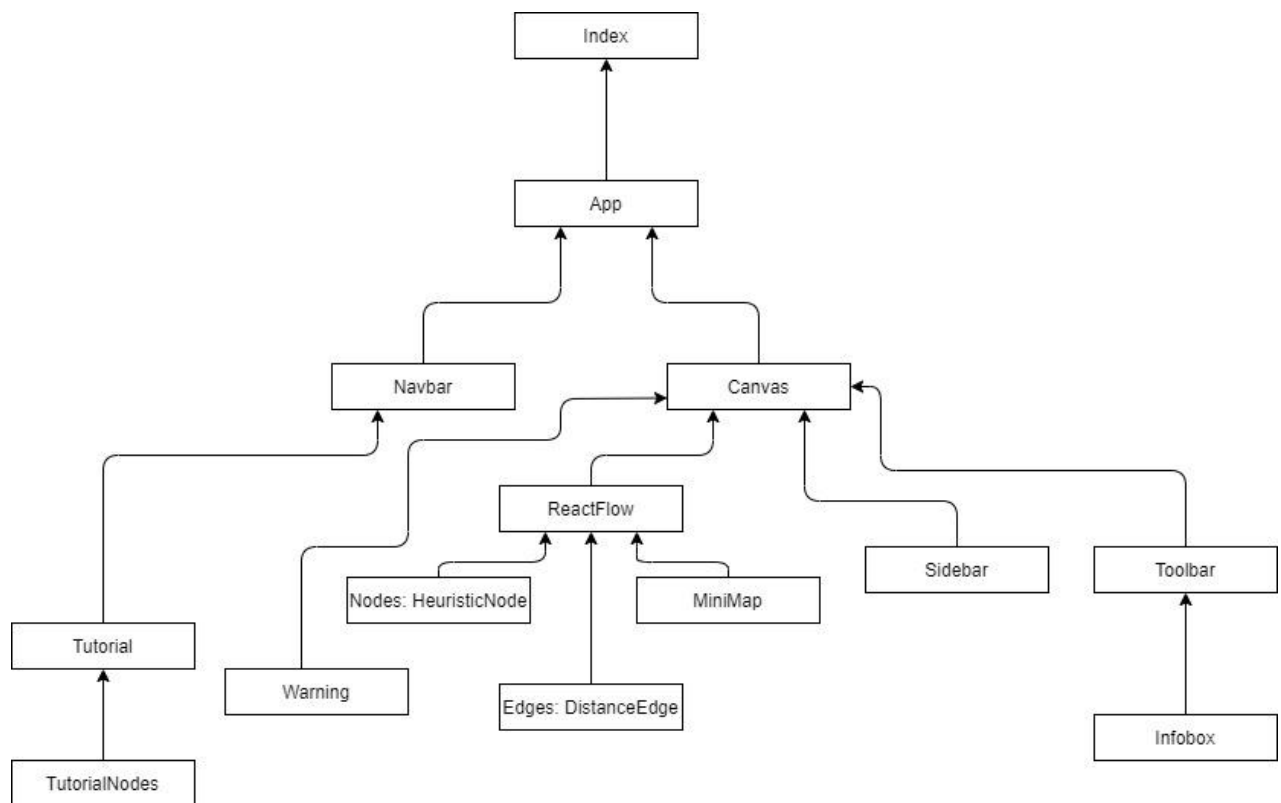 Index
App
Navbar
Canvas
ReactFlow
Sidebar
Toolbar
Nodes: HeuristicNode
MiniMap
Tutorial
Warning
Edges: DistanceEdge
Infobox
TutorialNodes